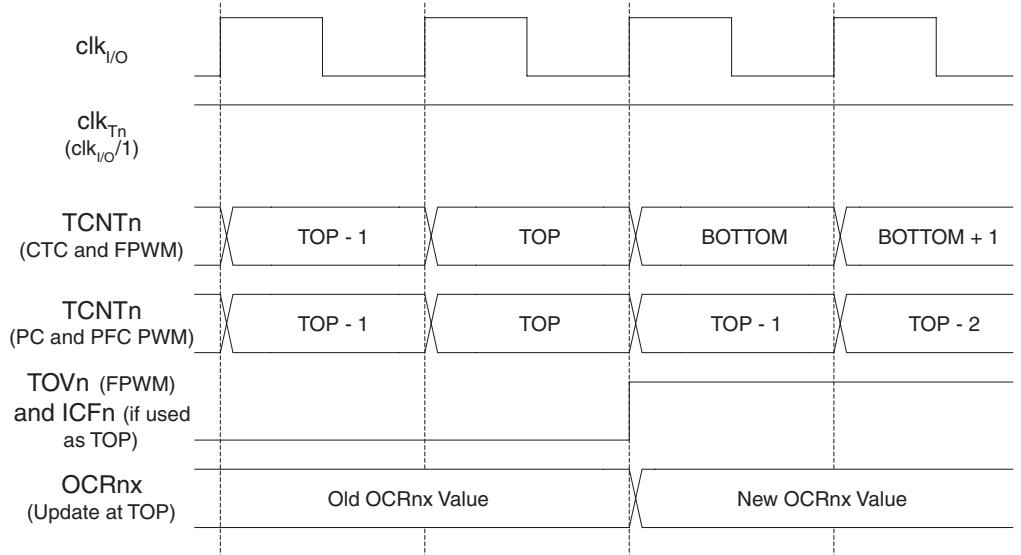 clkI/O
clkTn
(clkI/O/1)
TCNTn
(CTC and FPWM)
TOP - 1
TOP
BOTTOM
BOTTOM + 1
TCNTn
(PC and PFC PWM)
TOP - 1
TOP
TOP - 1
TOP - 2
TOVn (FPWM)
and ICFn (if used
as TOP)
OCRnx
(Update at TOP)
Old OCRnx Value
New OCRnx Value